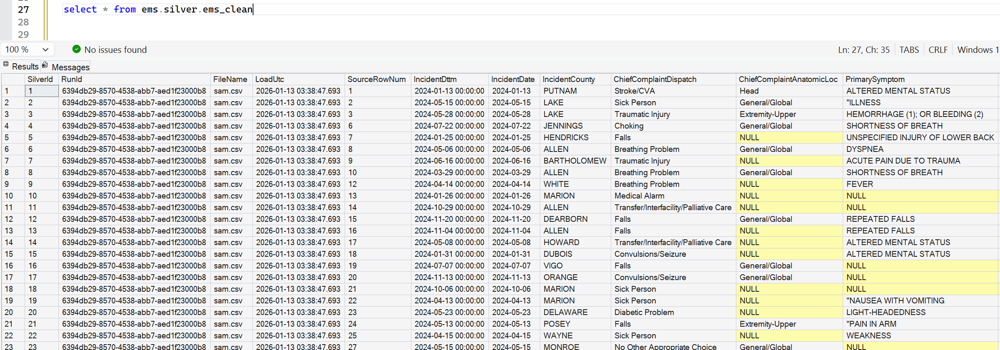 27 select * from ems.silver.ems_clean
28
29
100 % No issues found Ln: 27, Ch: 35 TABS CRLF Windows 1
Results Messages
SilverId RunId FileName LoadUtc SourceRowNum IncidentDttm IncidentDate IncidentCounty ChiefComplaintDispatch ChiefComplaintAnatomicLoc PrimarySymptom
1 1 6394db29-8570-4538-abb7-aed1f23000b8 sam.csv 2026-01-13 03:38:47.693 1 2024-01-13 00:00:00 2024-01-13 PUTNAM Stroke/CVA Head ALTERED MENTAL STATUS
2 2 6394db29-8570-4538-abb7-aed1f23000b8 sam.csv 2026-01-13 03:38:47.693 2 2024-05-15 00:00:00 2024-05-15 LAKE Sick Person General/Global "ILLNESS
3 3 6394db29-8570-4538-abb7-aed1f23000b8 sam.csv 2026-01-13 03:38:47.693 3 2024-05-28 00:00:00 2024-05-28 LAKE Traumatic Injury Extremity-Upper HEMORRHAGE (1); OR BLEEDING (2)
4 4 6394db29-8570-4538-abb7-aed1f23000b8 sam.csv 2026-01-13 03:38:47.693 6 2024-07-22 00:00:00 2024-07-22 JENNINGS Choking General/Global SHORTNESS OF BREATH
5 5 6394db29-8570-4538-abb7-aed1f23000b8 sam.csv 2026-01-13 03:38:47.693 7 2024-01-25 00:00:00 2024-01-25 HENDRICKS Falls NULL UNSPECIFIED INJURY OF LOWER BACK
6 6 6394db29-8570-4538-abb7-aed1f23000b8 sam.csv 2026-01-13 03:38:47.693 8 2024-05-06 00:00:00 2024-05-06 ALLEN Breathing Problem General/Global DYSPNEA
7 7 6394db29-8570-4538-abb7-aed1f23000b8 sam.csv 2026-01-13 03:38:47.693 9 2024-06-16 00:00:00 2024-06-16 BARTHOLOMEW Traumatic Injury NULL ACUTE PAIN DUE TO TRAUMA
8 8 6394db29-8570-4538-abb7-aed1f23000b8 sam.csv 2026-01-13 03:38:47.693 10 2024-03-29 00:00:00 2024-03-29 ALLEN Breathing Problem General/Global SHORTNESS OF BREATH
9 9 6394db29-8570-4538-abb7-aed1f23000b8 sam.csv 2026-01-13 03:38:47.693 12 2024-04-14 00:00:00 2024-04-14 WHITE Breathing Problem NULL FEVER
10 10 6394db29-8570-4538-abb7-aed1f23000b8 sam.csv 2026-01-13 03:38:47.693 13 2024-01-26 00:00:00 2024-01-26 MARION Medical Alarm NULL NULL
11 11 6394db29-8570-4538-abb7-aed1f23000b8 sam.csv 2026-01-13 03:38:47.693 14 2024-10-29 00:00:00 2024-10-29 ALLEN Transfer/Interfacility/Palliative Care NULL NULL
12 12 6394db29-8570-4538-abb7-aed1f23000b8 sam.csv 2026-01-13 03:38:47.693 15 2024-11-20 00:00:00 2024-11-20 DEARBORN Falls General/Global REPEATED FALLS
13 13 6394db29-8570-4538-abb7-aed1f23000b8 sam.csv 2026-01-13 03:38:47.693 16 2024-11-04 00:00:00 2024-11-04 ALLEN Falls NULL REPEATED FALLS
14 14 6394db29-8570-4538-abb7-aed1f23000b8 sam.csv 2026-01-13 03:38:47.693 17 2024-05-08 00:00:00 2024-05-08 HOWARD Transfer/Interfacility/Palliative Care NULL ALTERED MENTAL STATUS
15 15 6394db29-8570-4538-abb7-aed1f23000b8 sam.csv 2026-01-13 03:38:47.693 18 2024-01-31 00:00:00 2024-01-31 DUBOIS Convulsions/Seizure NULL ALTERED MENTAL STATUS
16 16 6394db29-8570-4538-abb7-aed1f23000b8 sam.csv 2026-01-13 03:38:47.693 19 2024-07-07 00:00:00 2024-07-07 VIGO Falls General/Global NULL
17 17 6394db29-8570-4538-abb7-aed1f23000b8 sam.csv 2026-01-13 03:38:47.693 20 2024-11-13 00:00:00 2024-11-13 ORANGE Convulsions/Seizure General/Global NULL
18 18 6394db29-8570-4538-abb7-aed1f23000b8 sam.csv 2026-01-13 03:38:47.693 21 2024-10-06 00:00:00 2024-10-06 MARION Sick Person NULL NULL
19 19 6394db29-8570-4538-abb7-aed1f23000b8 sam.csv 2026-01-13 03:38:47.693 22 2024-04-13 00:00:00 2024-04-13 MARION Sick Person NULL "NAUSEA WITH VOMITING
20 20 6394db29-8570-4538-abb7-aed1f23000b8 sam.csv 2026-01-13 03:38:47.693 23 2024-05-23 00:00:00 2024-05-23 DELAWARE Diabetic Problem NULL LIGHT-HEADEDNESS
21 21 6394db29-8570-4538-abb7-aed1f23000b8 sam.csv 2026-01-13 03:38:47.693 24 2024-05-13 00:00:00 2024-05-13 POSEY Falls Extremity-Upper "PAIN IN ARM
22 22 6394db29-8570-4538-abb7-aed1f23000b8 sam.csv 2026-01-13 03:38:47.693 25 2024-04-15 00:00:00 2024-04-15 WAYNE Sick Person NULL WEAKNESS
23 23 6394db29-8570-4538-abb7-aed1f23000b8 sam.csv 2026-01-13 03:38:47.693 27 2024-05-15 00:00:00 2024-05-15 MONROE No Other Appropriate Choice General/Global NULL